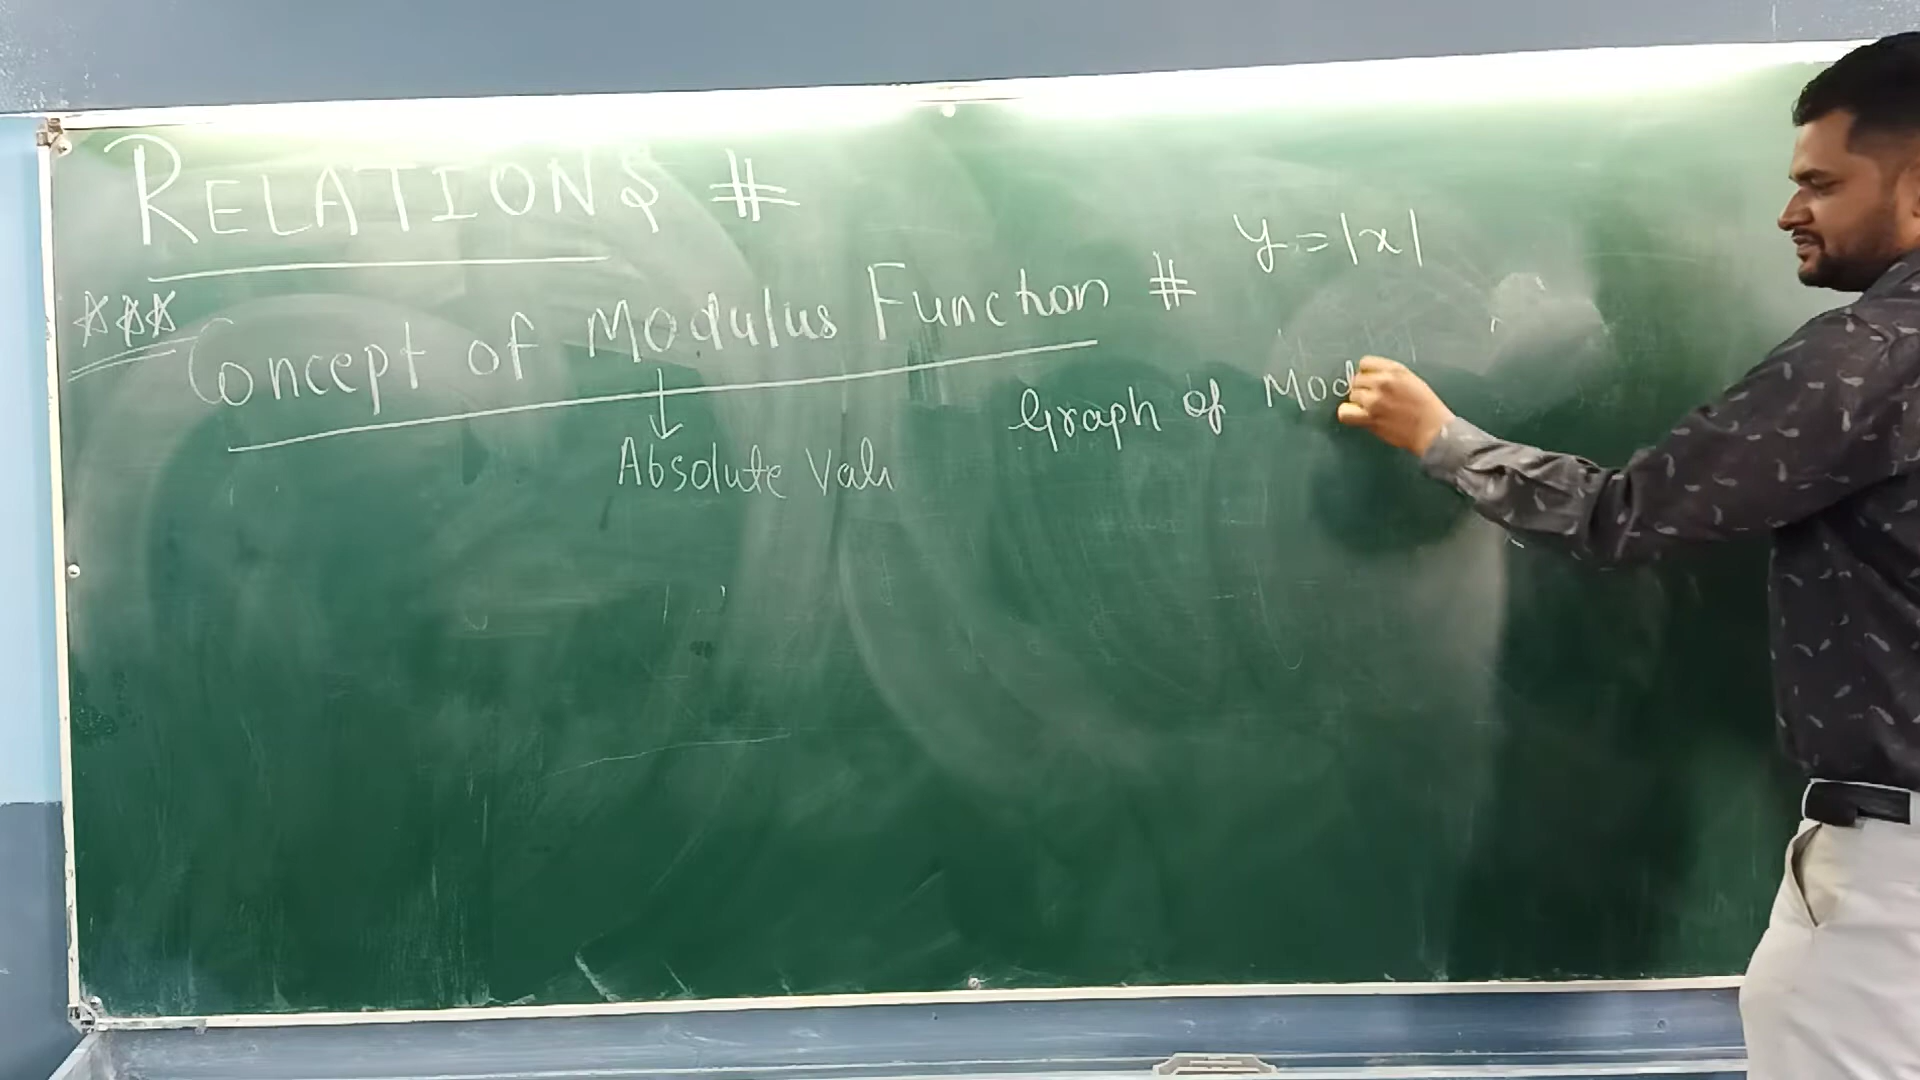 RELATIONS #
*** Concept of Modulus Function #
y = |x|
Absolute Valu
Graph of Mod